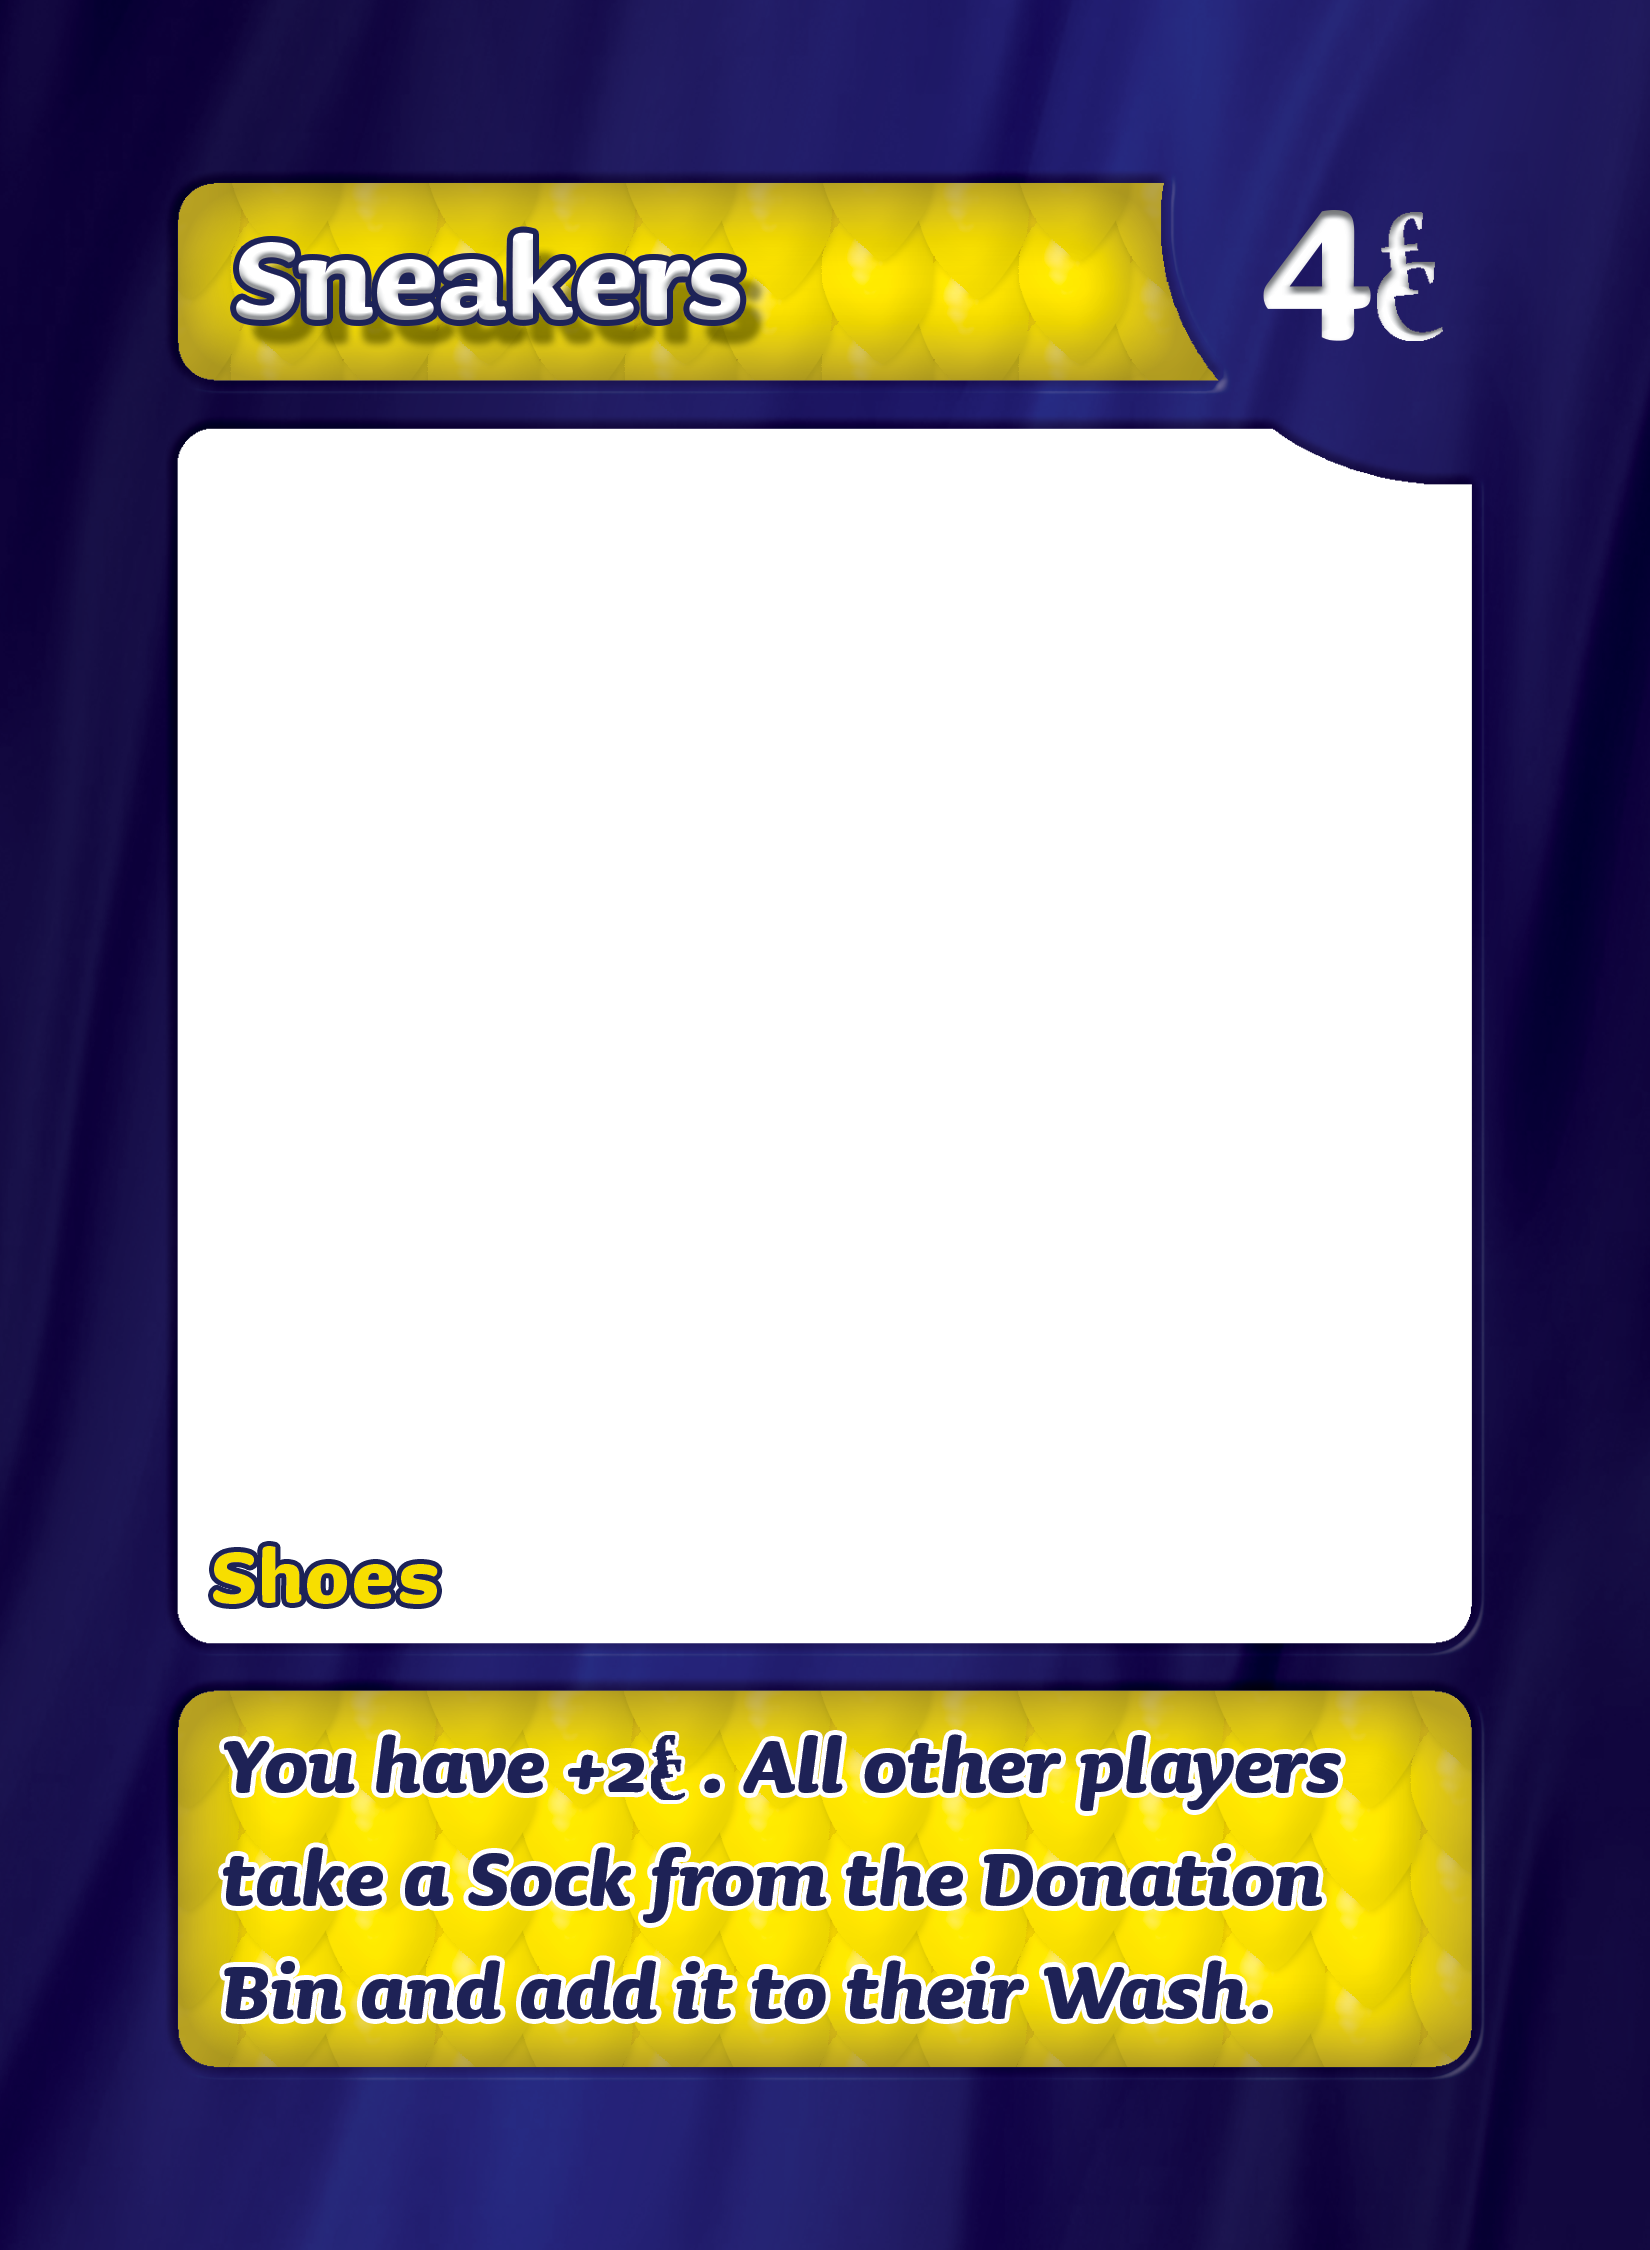 Sneakers
4₠
Shoes
You have +2₠ . All other players
take a Sock from the Donation
Bin and add it to their Wash.